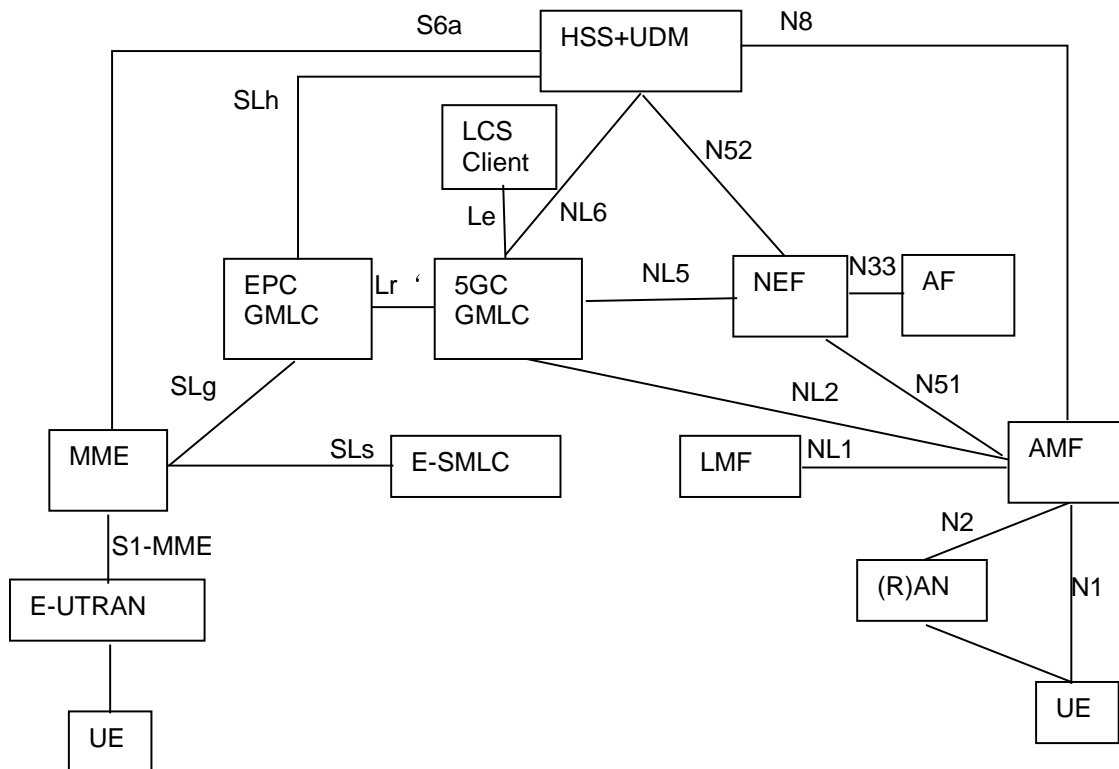 S6a
HSS+UDM
N8
SLh
LCS
Client
N52
Le
NL6
EPC
GMLC
Lr ‘
5GC
GMLC
NL5
NEF
N33
AF
SLg
NL2
N51
MME
SLs
E-SMLC
LMF
NL1
AMF
S1-MME
N2
E-UTRAN
(R)AN
N1
UE
UE